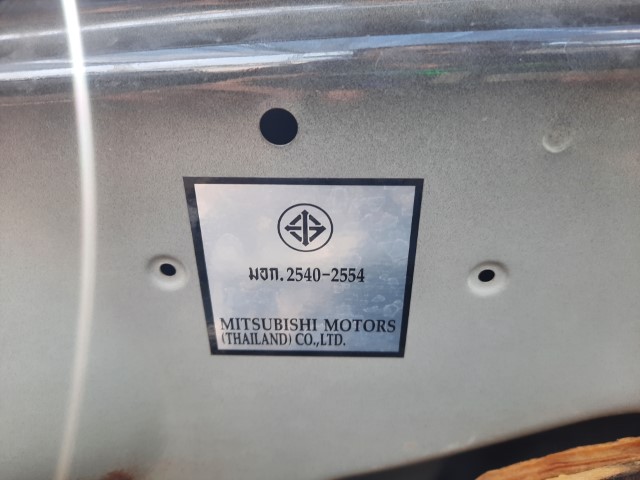 มอก.2540-2554
MITSUBISHI MOTORS
(THAILAND) CO.,LTD.